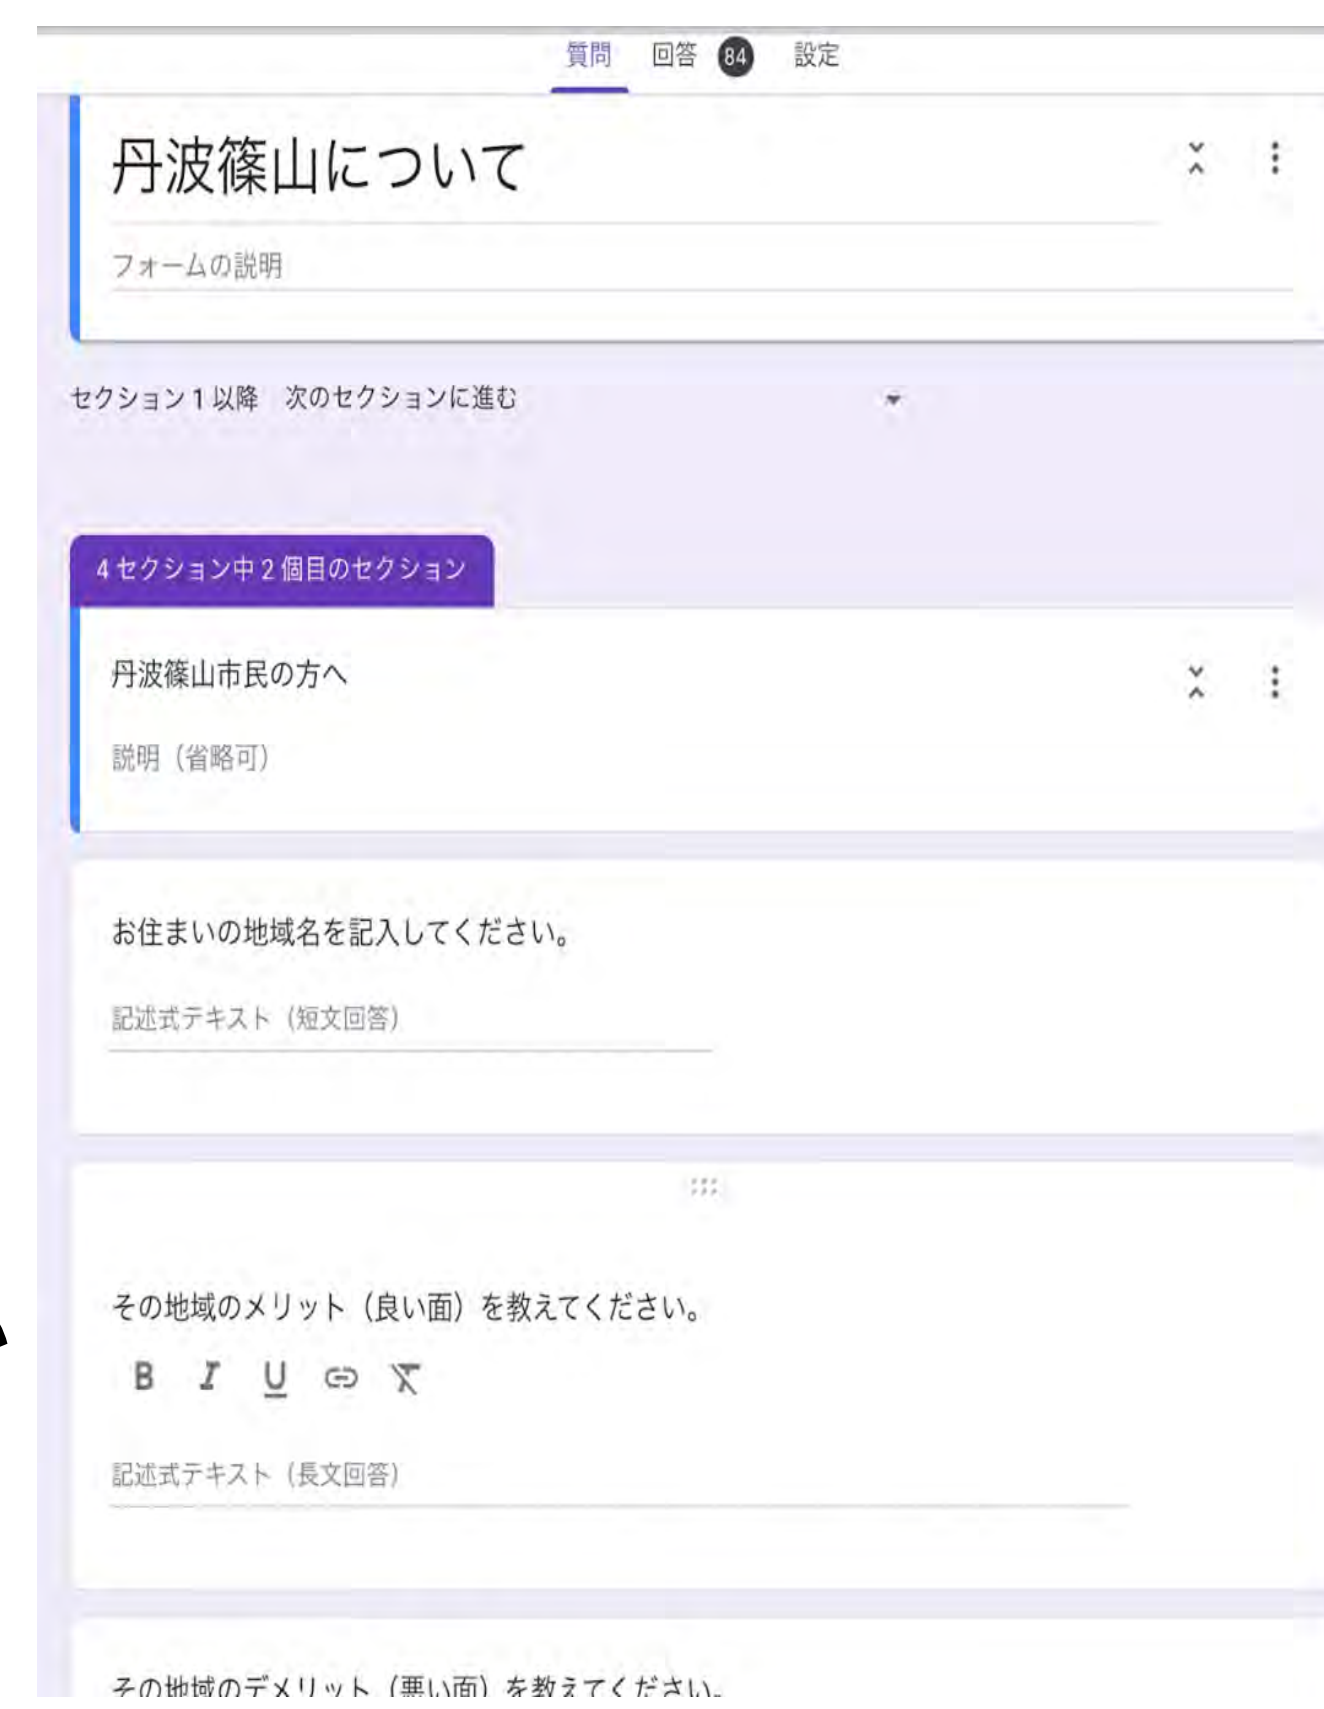 質問 回答 84 設定
丹波篠山について
フォームの説明
セクション 1 以降 次のセクションに進む
4 セクション中 2 個目のセクション
丹波篠山市民の方へ
説明（省略可）
お住まいの地域名を記入してください。
記述式テキスト（短文回答）
その地域のメリット（良い面）を教えてください。
B I U
記述式テキスト（長文回答）
その地域のデメリット（悪い面）を教えてください。